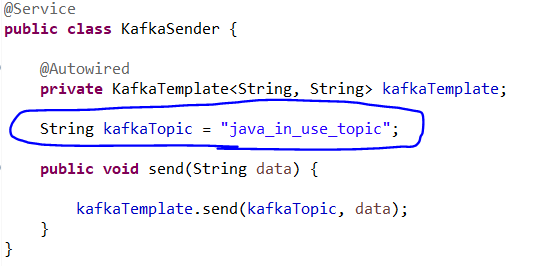 @Service
public class KafkaSender {
@Autowired
private KafkaTemplate<String, String> kafkaTemplate;
String kafkaTopic = "java_in_use_topic";
public void send(String data) {
kafkaTemplate.send(kafkaTopic, data);
}
}